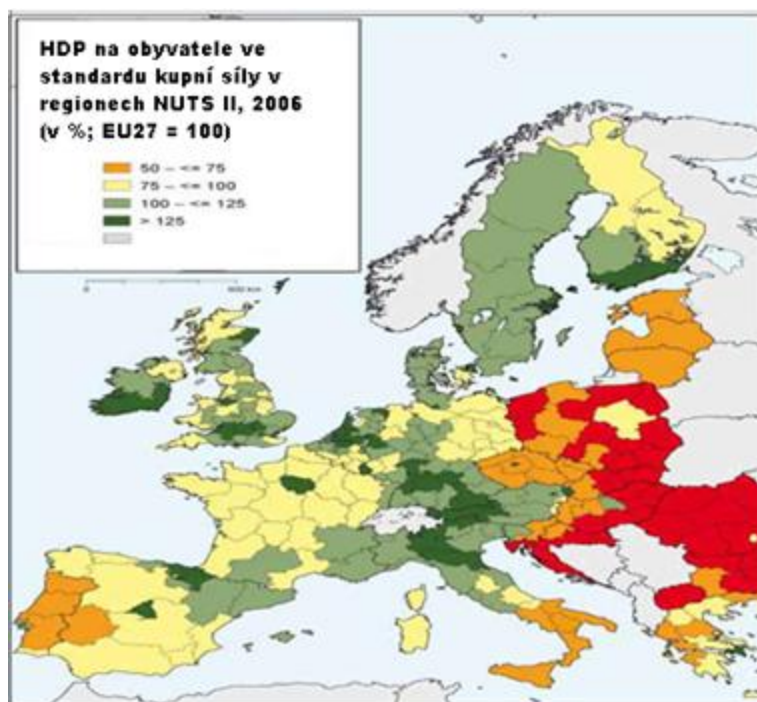 HDP na obyvatele ve
standardu kupní síly v
regionech NUTS II, 2006
(v %; EU27 = 100)
50 – <= 75
75 – <= 100
100 – <= 125
> 125
0